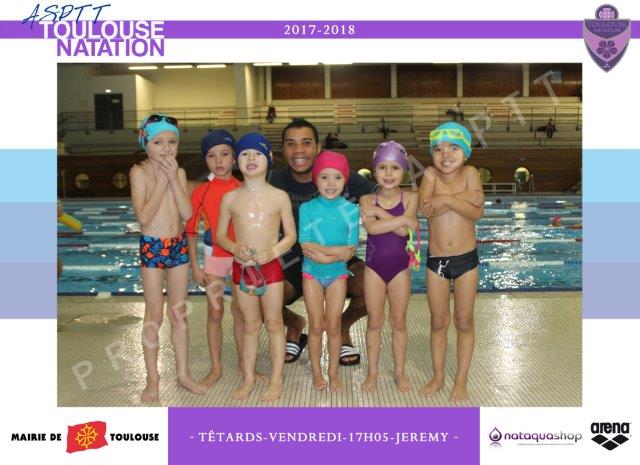 ASPTT
TOULOUSE
NATATION
2017-2018
TOULOUSE
NATATION
PROPRIETE ASPTT
MAIRIE DE TOULOUSE
- TÊTARDS-VENDREDI-17H05-JEREMY -
nataquashop
arena